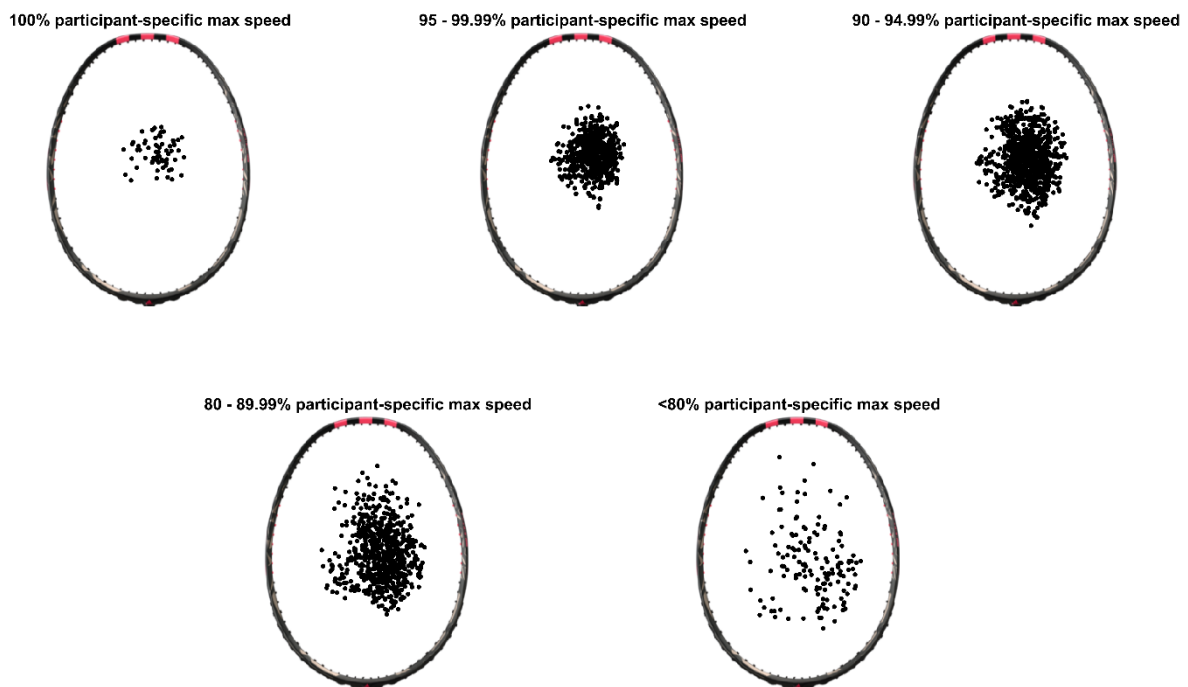 100% participant-specific max speed
95 - 99.99% participant-specific max speed
90 - 94.99% participant-specific max speed
80 - 89.99% participant-specific max speed
<80% participant-specific max speed